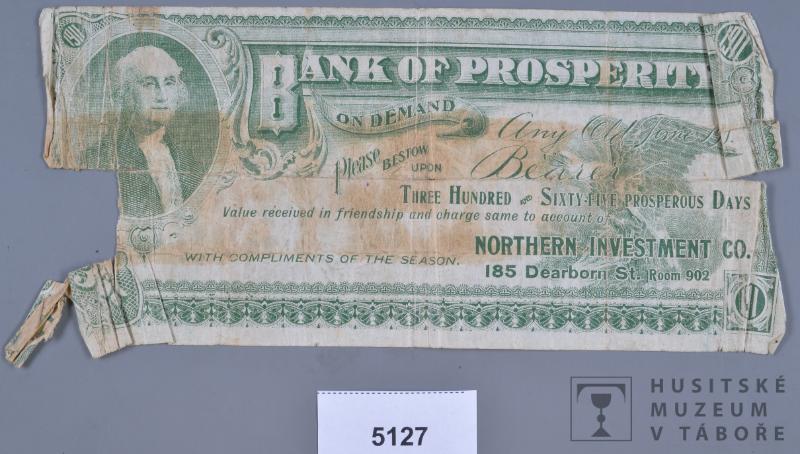 191
BANK OF PROSPERITY
ON DEMAND
Any Old Time 191
Please BESTOW UPON
Bearer
THREE HUNDRED AND SIXTY-FIVE PROSPEROUS DAYS
Value received in friendship and charge same to account of
NORTHERN INVESTMENT CO.
WITH COMPLIMENTS OF THE SEASON.
185 Dearborn St. Room 902
5127
HUSITSKÉ
MUZEUM
V TÁBOŘE